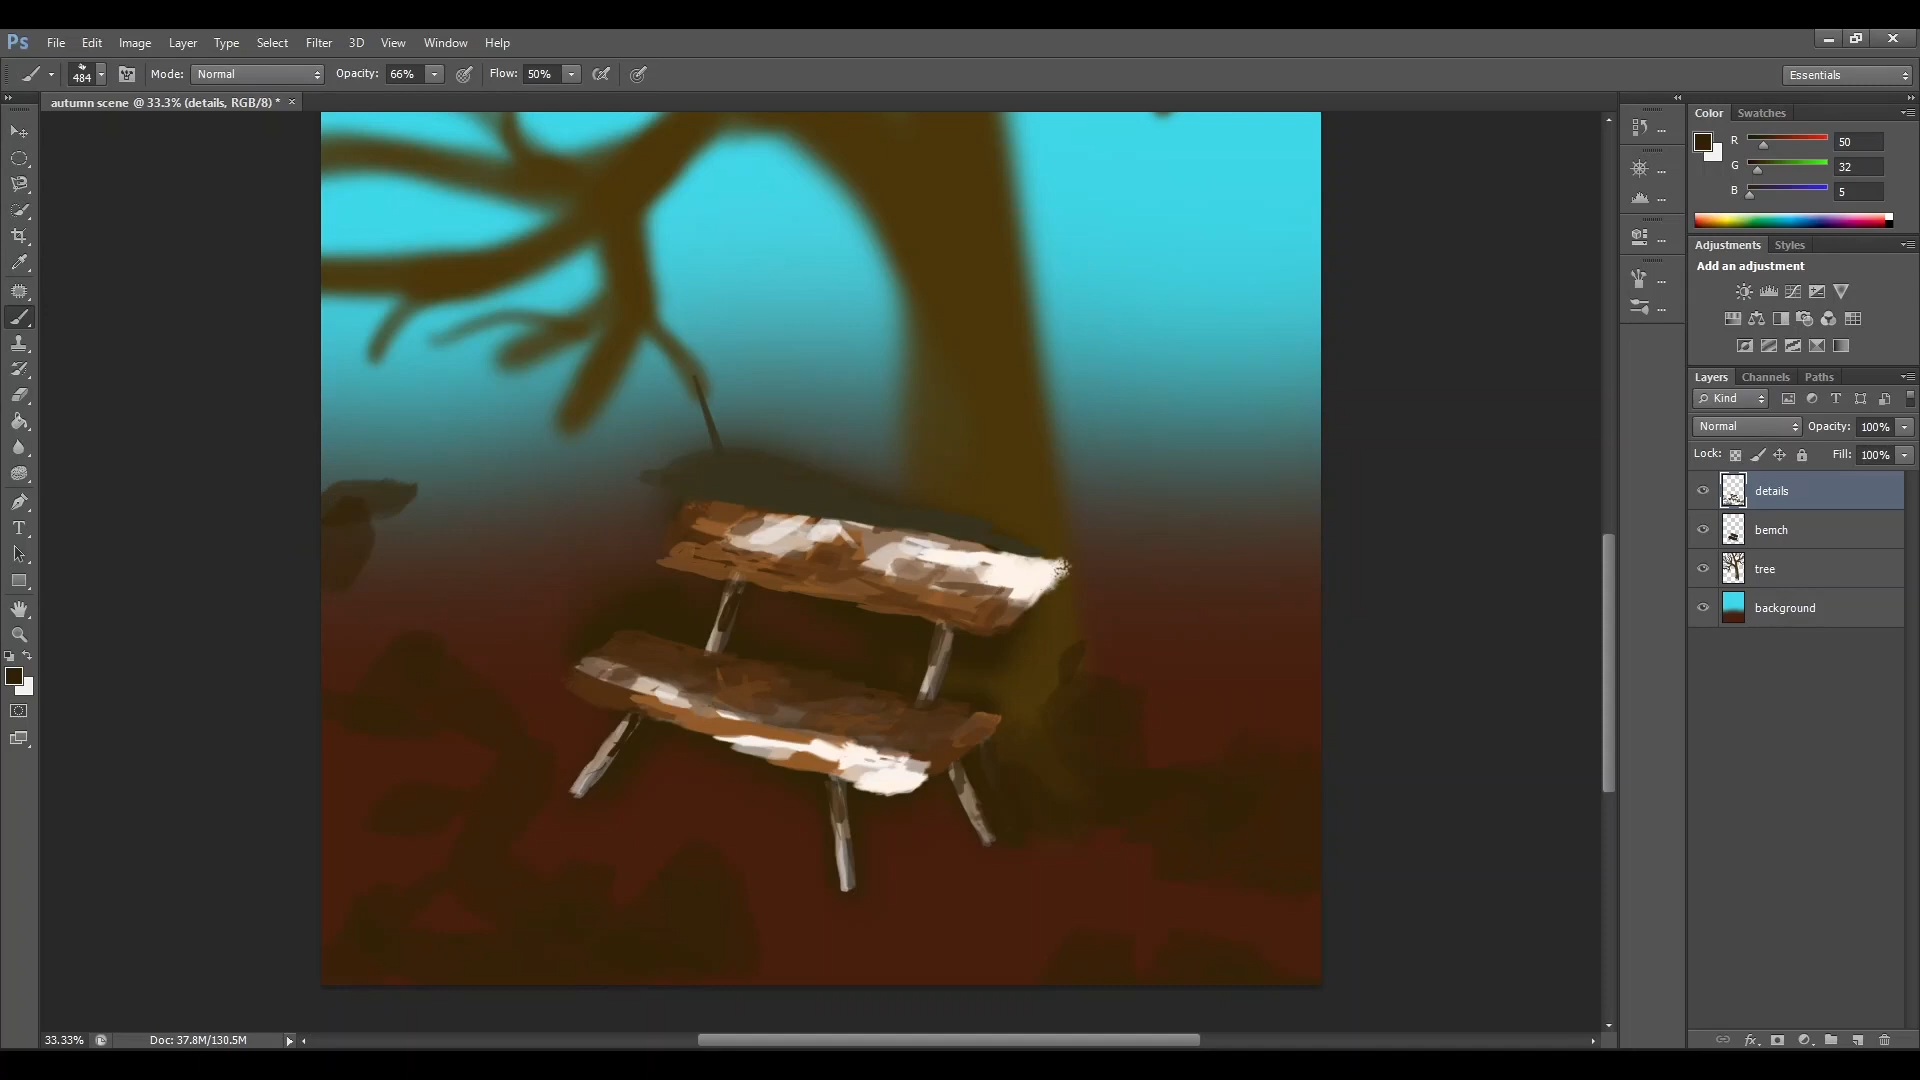 Ps File Edit Image Layer Type Select Filter 3D View Window Help
484 Mode: Normal Opacity: 66% Flow: 50% Essentials
autumn scene @ 33.3% (details, RGB/8) * ×
Color Swatches
R 50
G 32
B 5
Adjustments Styles
Add an adjustment
Layers Channels Paths
Kind
Normal Opacity: 100%
Lock: Fill: 100%
details
bemch
tree
background
33.33% Doc: 37.8M/130.5M